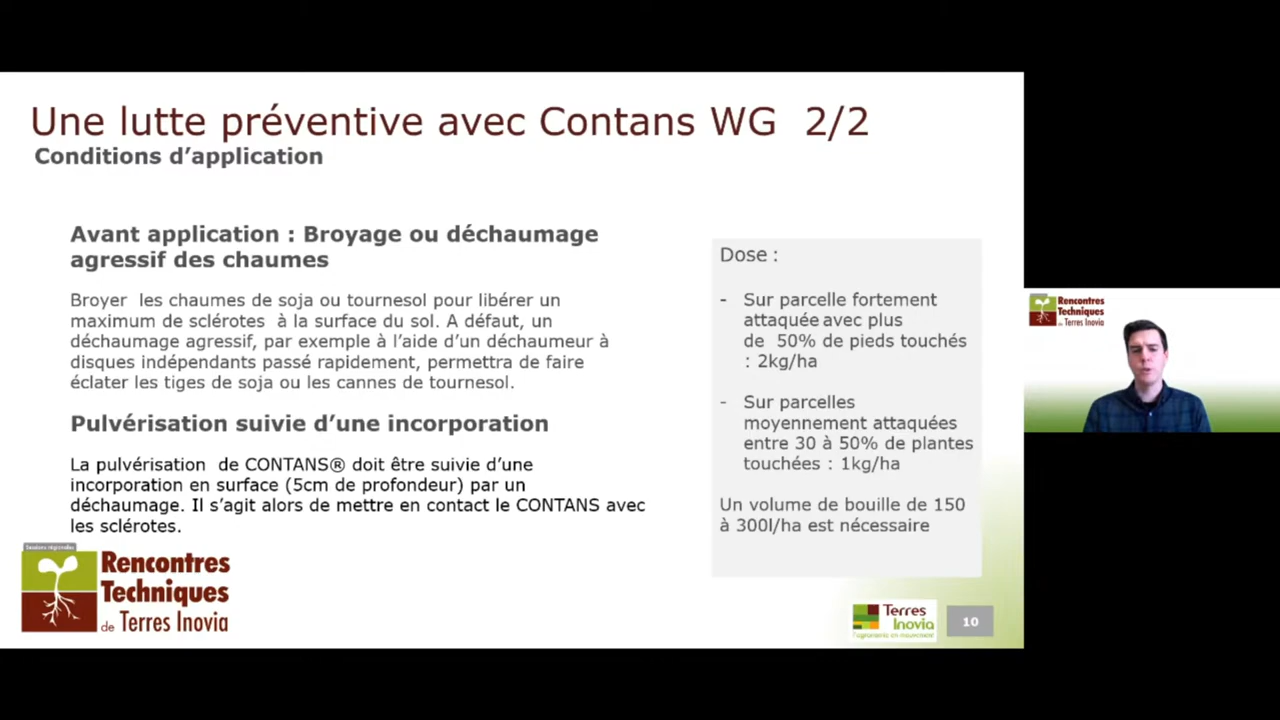 Une lutte préventive avec Contans WG 2/2
Conditions d'application
Avant application : Broyage ou déchaumage
agressif des chaumes
Broyer les chaumes de soja ou tournesol pour libérer un
maximum de sclérotes à la surface du sol. A défaut, un
déchaumage agressif, par exemple à l'aide d'un déchaumeur à
disques indépendants passé rapidement, permettra de faire
éclater les tiges de soja ou les cannes de tournesol.
Pulvérisation suivie d'une incorporation
La pulvérisation de CONTANS® doit être suivie d'une
incorporation en surface (5cm de profondeur) par un
déchaumage. Il s'agit alors de mettre en contact le CONTANS avec
les sclérotes.
Dose :
- Sur parcelle fortement
attaquée avec plus
de 50% de pieds touchés
: 2kg/ha
- Sur parcelles
moyennement attaquées
entre 30 à 50% de plantes
touchées : 1kg/ha
Un volume de bouille de 150
à 300l/ha est nécessaire
Sessions régionales
Rencontres
Techniques
de Terres Inovia
Terres
Inovia
l'agronomie en mouvement
10
Rencontres
Techniques
de Terres Inovia